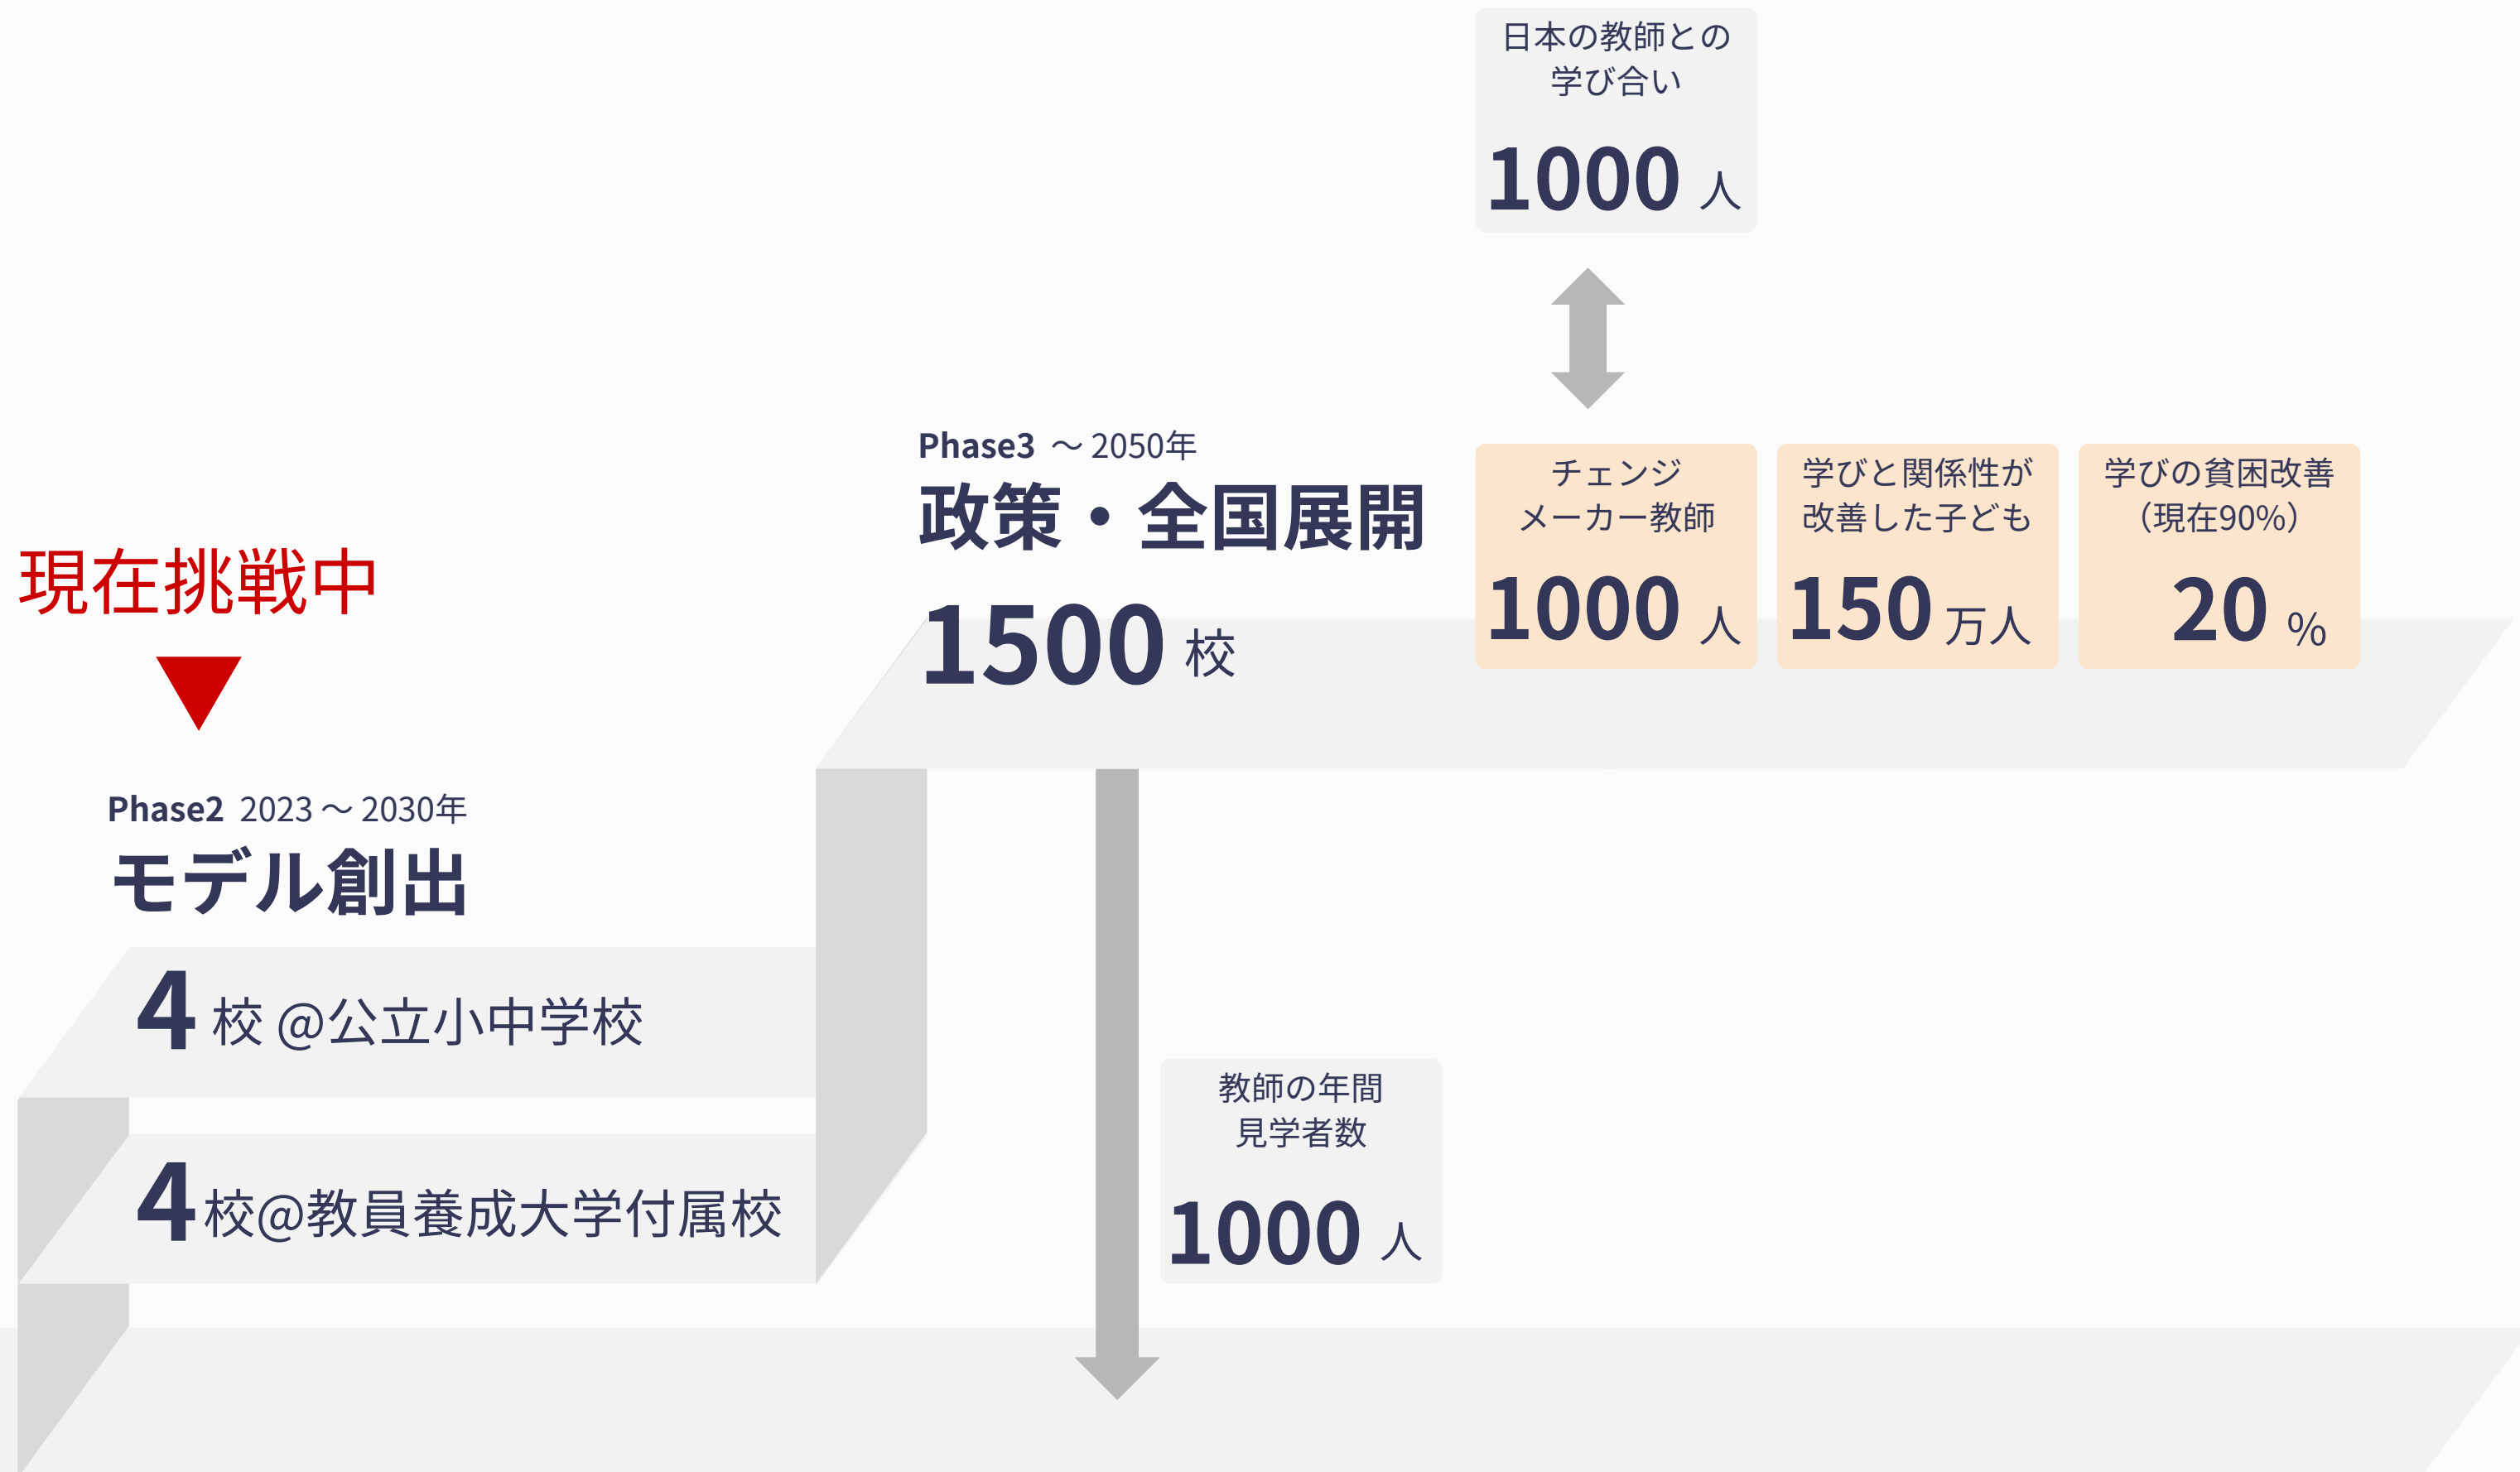 日本の教師との
学び合い
1000 人
Phase3 ～2050年
政策・全国展開
1500 校
チェンジ
メーカー教師
1000 人
学びと関係性が
改善した子ども
150 万人
学びの貧困改善
（現在90%）
20 %
現在挑戦中
Phase2 2023～2030年
モデル創出
4 校 @公立小中学校
4校@教員養成大学付属校
教師の年間
見学者数
1000 人